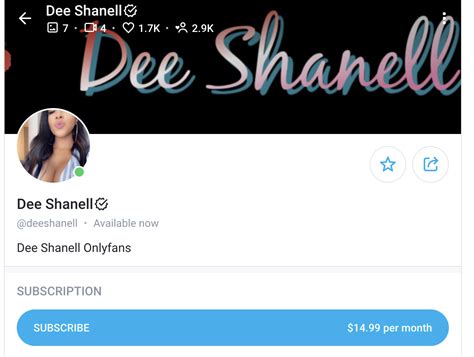 Dee Shanell
7 · 4 · 1.7K · 2.9K
Dee Shanell
Dee Shanell
@deeshanell · Available now
Dee Shanell Onlyfans
SUBSCRIPTION
SUBSCRIBE $14.99 per month